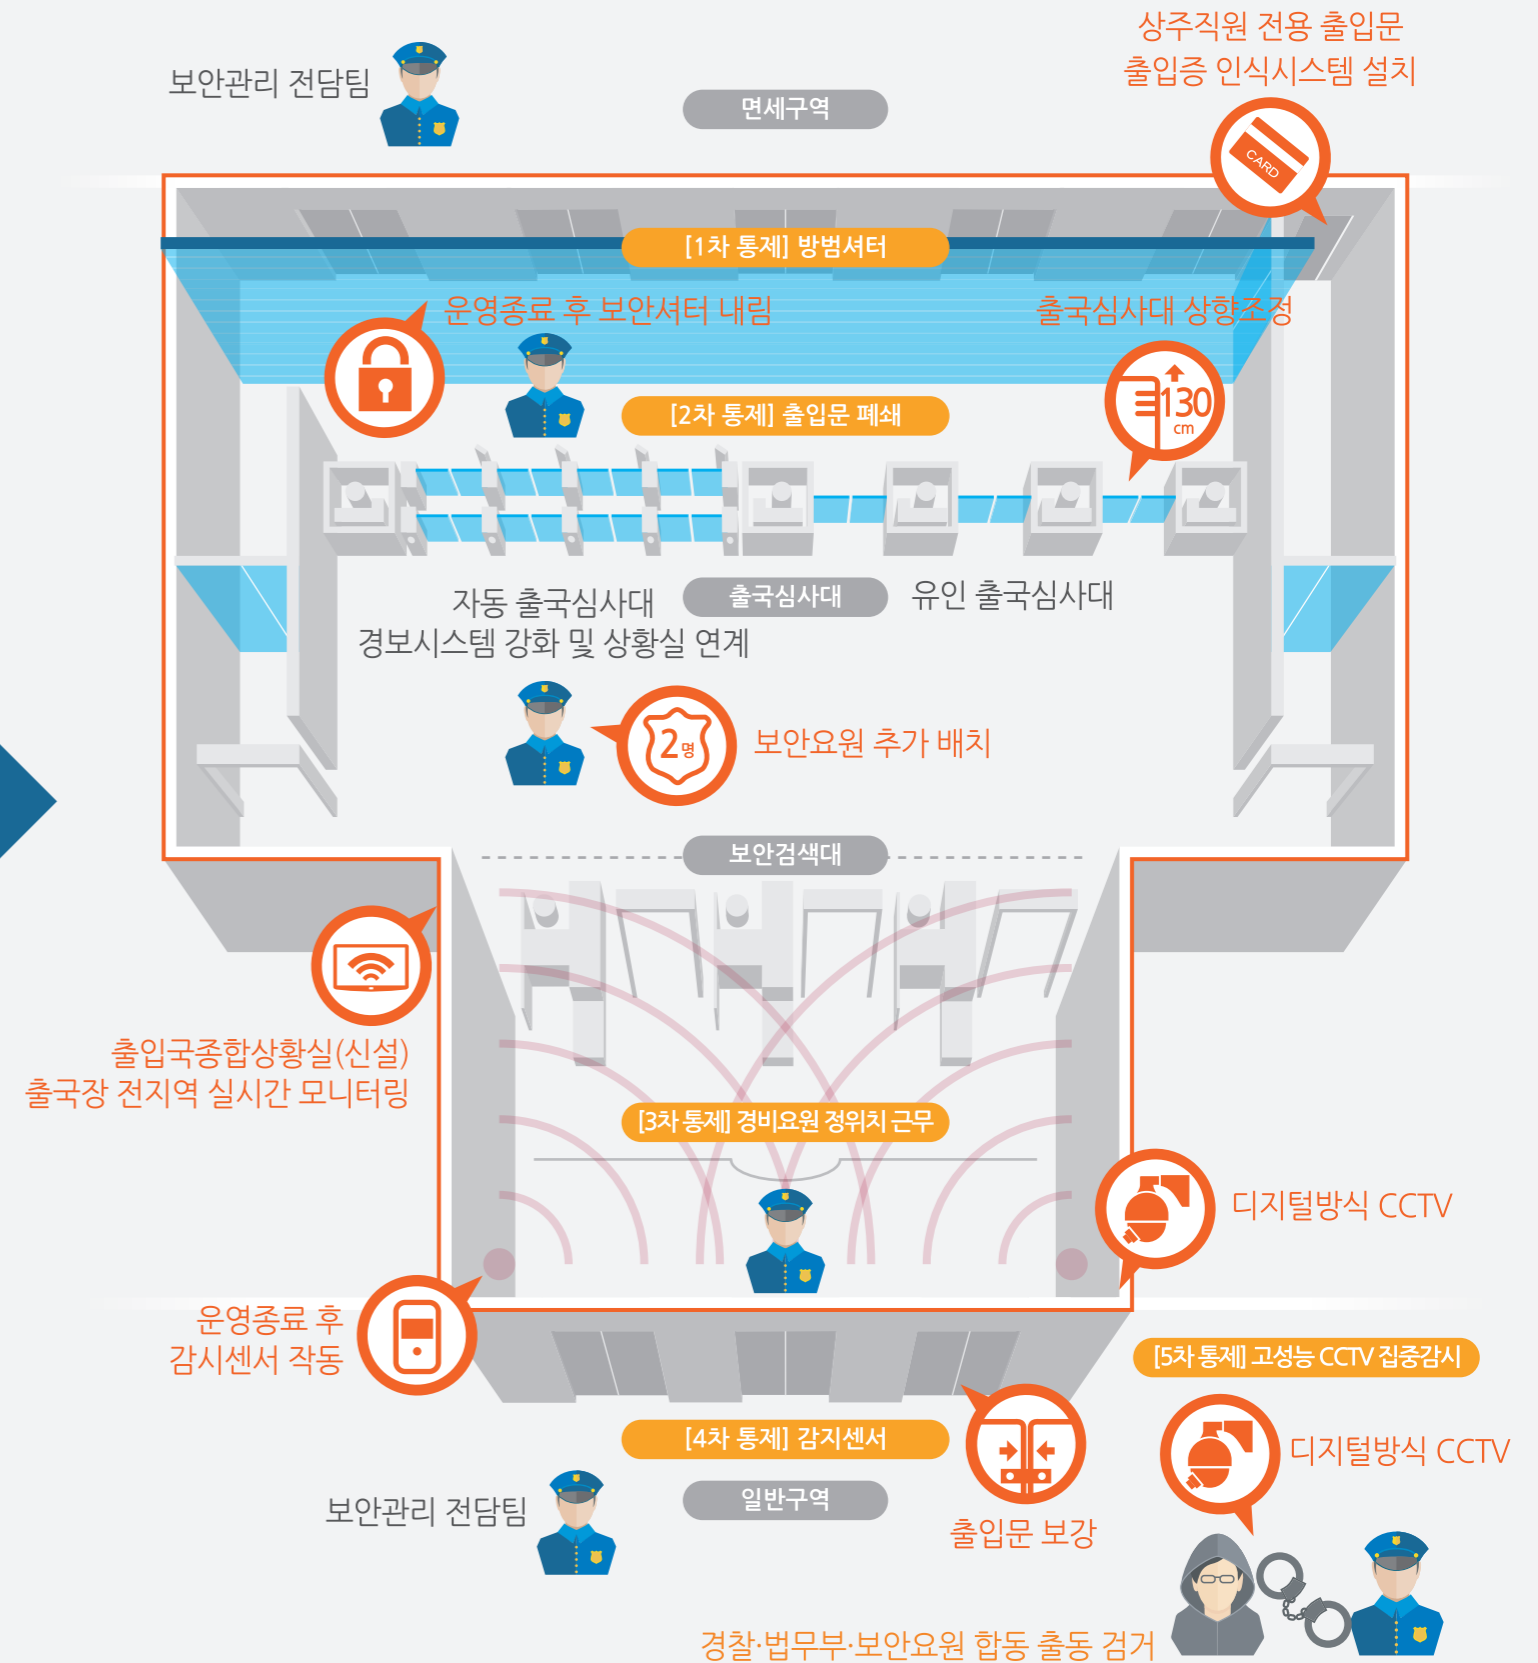 상주직원 전용 출입문
출입증 인식시스템 설치
보안관리 전담팀
면세구역
CARD
[1차 통제] 방범셔터
운영종료 후 보안셔터 내림
출국심사대 상향조정
130
cm
[2차 통제] 출입문 폐쇄
자동 출국심사대
경보시스템 강화 및 상황실 연계
출국심사대
유인 출국심사대
2명
보안요원 추가 배치
보안검색대
출입국종합상황실(신설)
출국장 전지역 실시간 모니터링
[3차 통제] 경비요원 정위치 근무
디지털방식 CCTV
운영종료 후
감시센서 작동
[5차 통제] 고성능 CCTV 집중감시
[4차 통제] 감지센서
디지털방식 CCTV
일반구역
보안관리 전담팀
출입문 보강
경찰·법무부·보안요원 합동 출동 검거